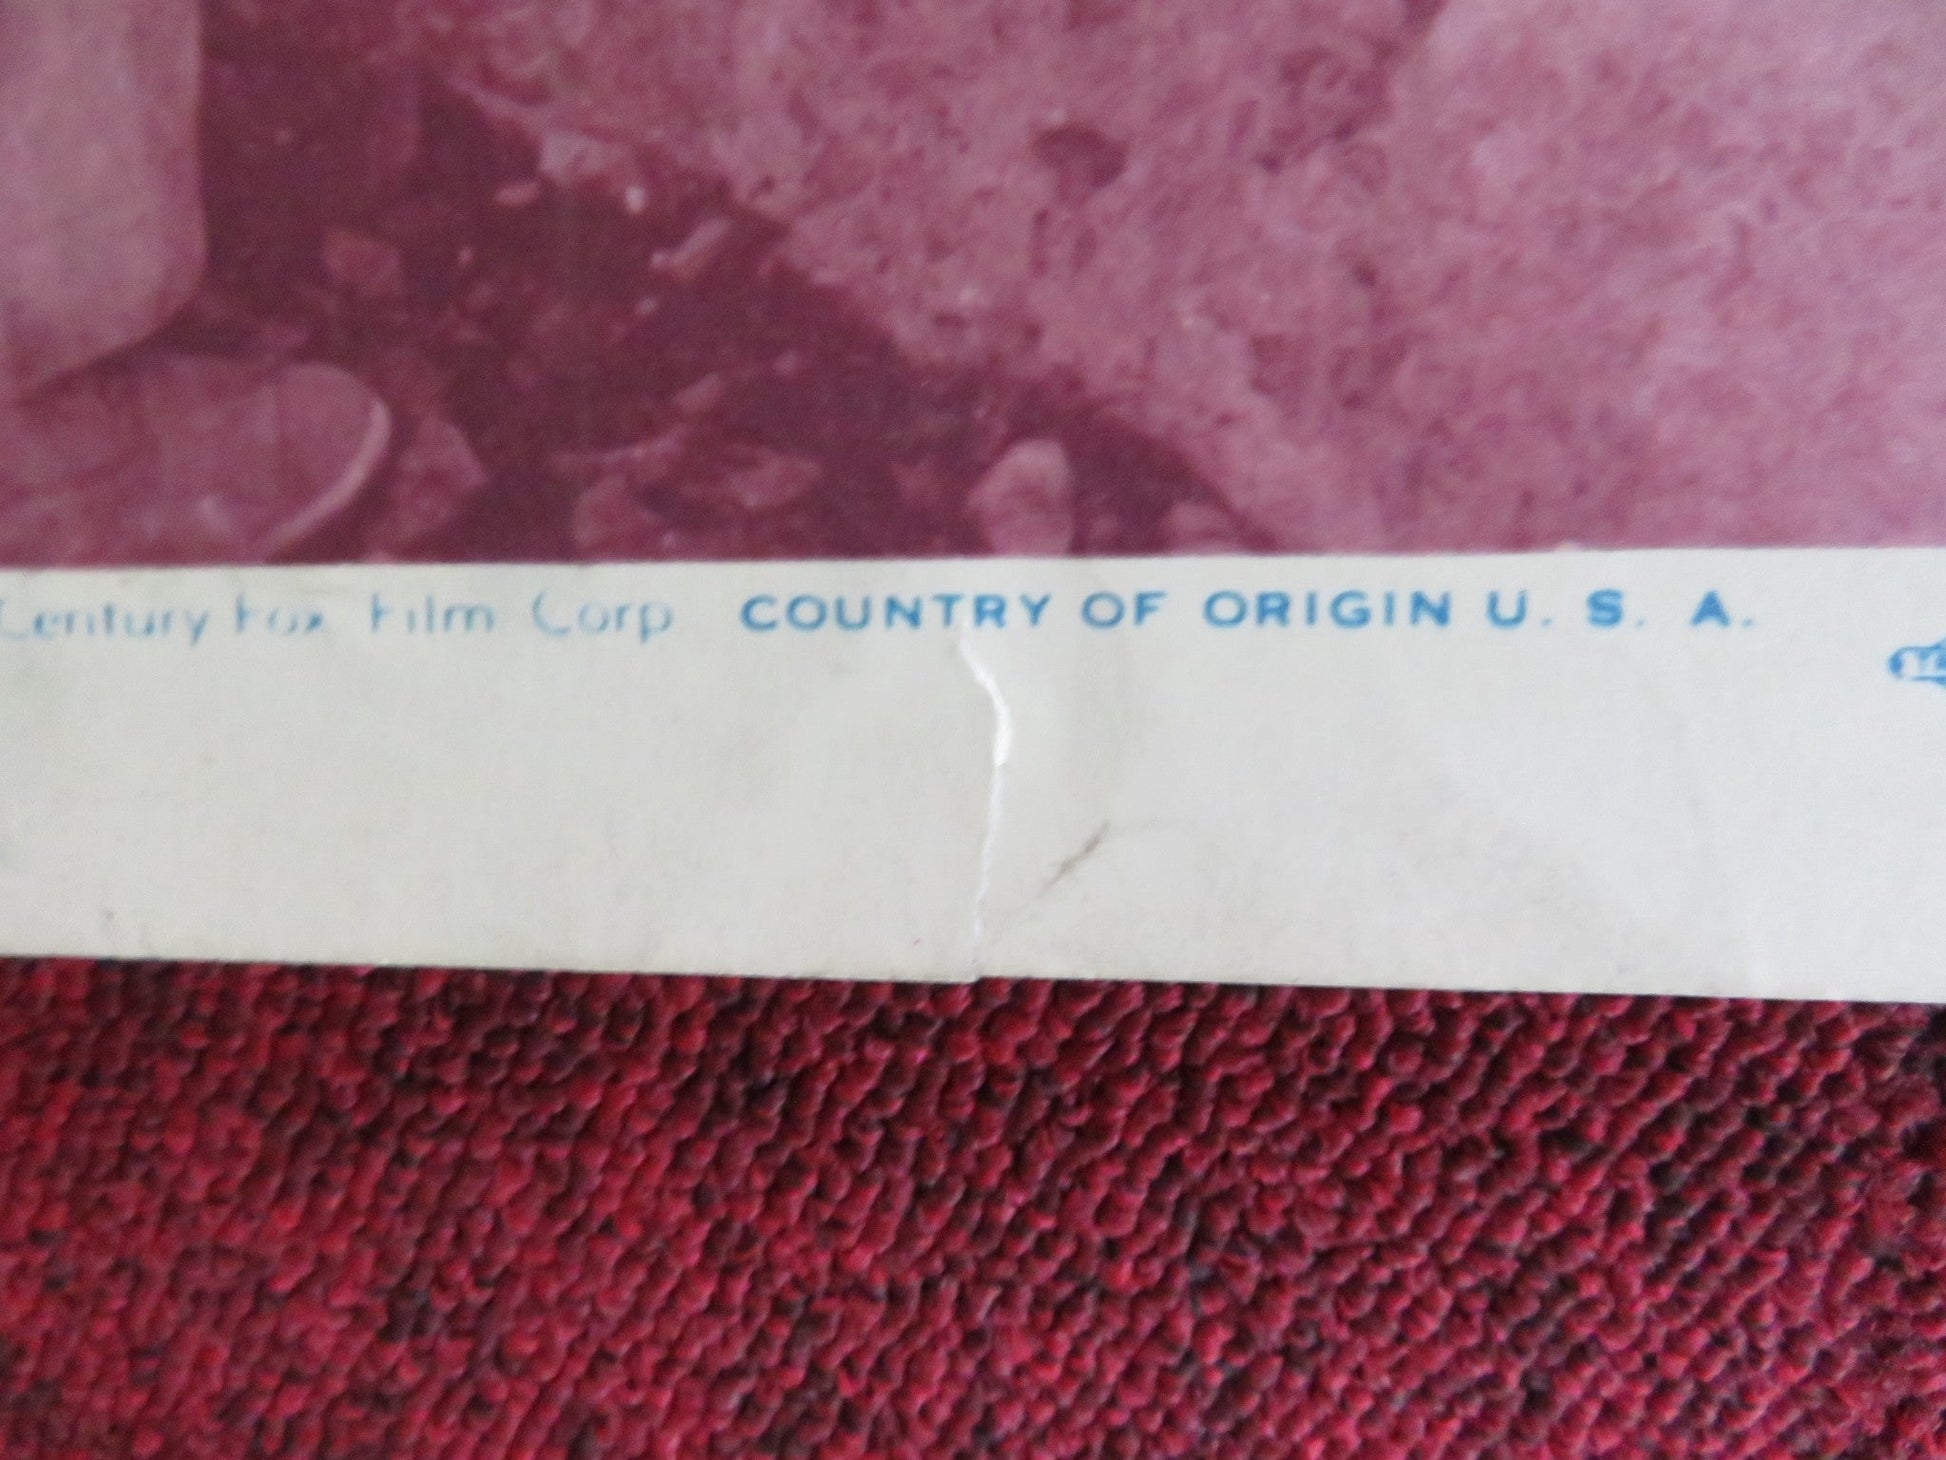 Century Fox Film Corp COUNTRY OF ORIGIN U. S. A.